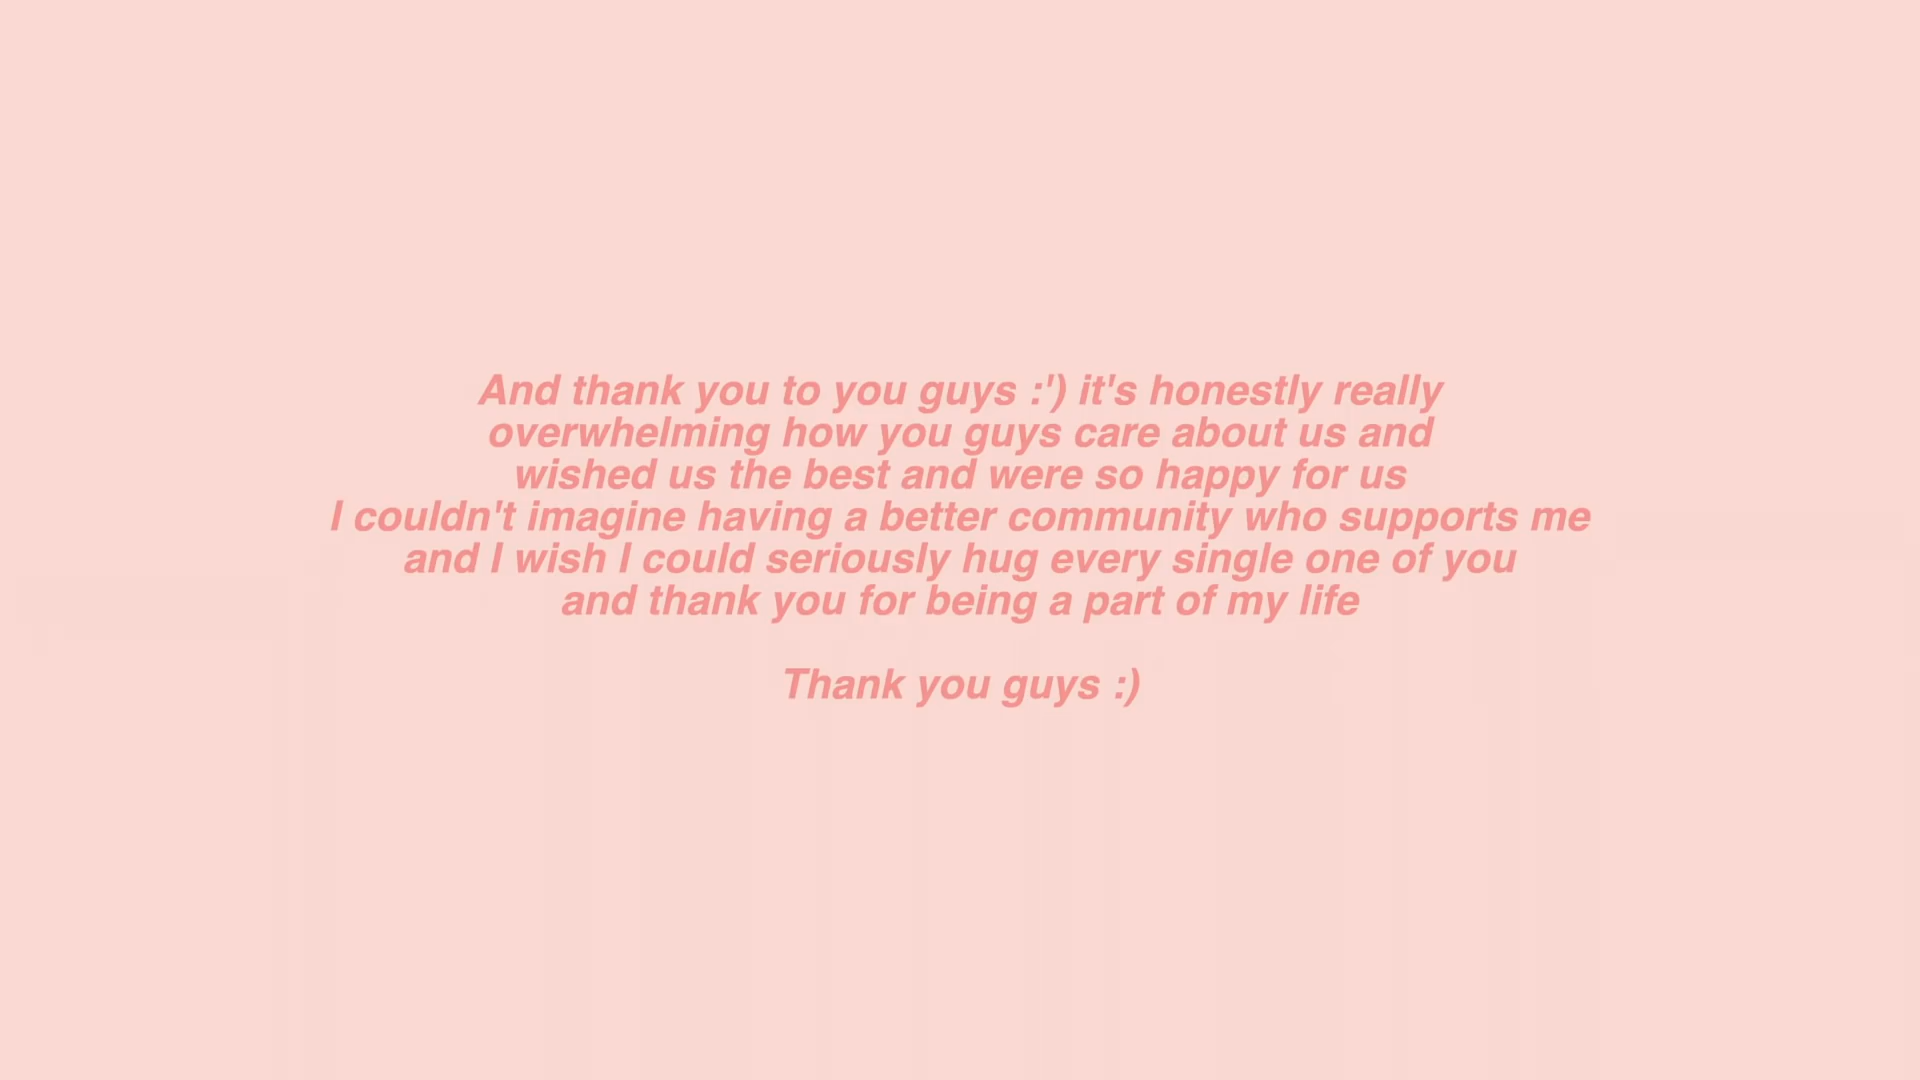 And thank you to you guys :') it's honestly really
overwhelming how you guys care about us and
wished us the best and were so happy for us
I couldn't imagine having a better community who supports me
and I wish I could seriously hug every single one of you
and thank you for being a part of my life
Thank you guys :)